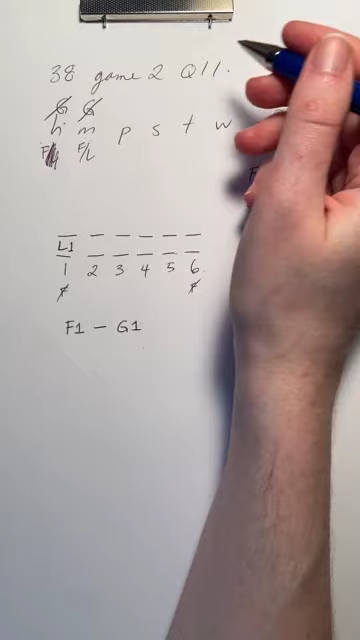 38 game 2 Q11.
G G
h m p s t w
F F/L
L1
1 2 3 4 5 6
F F
F1 — G1